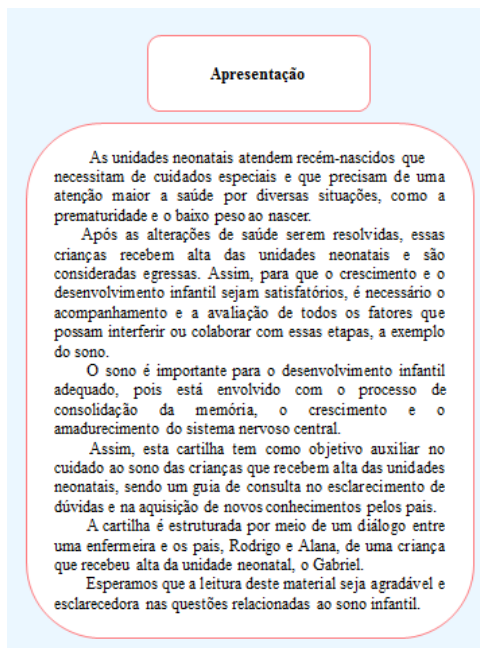 Apresentação
As unidades neonatais atendem recém-nascidos que
necessitam de cuidados especiais e que precisam de uma
atenção maior a saúde por diversas situações, como a
prematuridade e o baixo peso ao nascer.
Após as alterações de saúde serem resolvidas, essas
crianças recebem alta das unidades neonatais e são
consideradas egressas. Assim, para que o crescimento e o
desenvolvimento infantil sejam satisfatórios, é necessário o
acompanhamento e a avaliação de todos os fatores que
possam interferir ou colaborar com essas etapas, a exemplo
do sono.
O sono é importante para o desenvolvimento infantil
adequado, pois está envolvido com o processo de
consolidação da memória, o crescimento e o
amadurecimento do sistema nervoso central.
Assim, esta cartilha tem como objetivo auxiliar no
cuidado ao sono das crianças que recebem alta das unidades
neonatais, sendo um guia de consulta no esclarecimento de
dúvidas e na aquisição de novos conhecimentos pelos pais.
A cartilha é estruturada por meio de um diálogo entre
uma enfermeira e os pais, Rodrigo e Alana, de uma criança
que recebeu alta da unidade neonatal, o Gabriel.
Esperamos que a leitura deste material seja agradável e
esclarecedora nas questões relacionadas ao sono infantil.